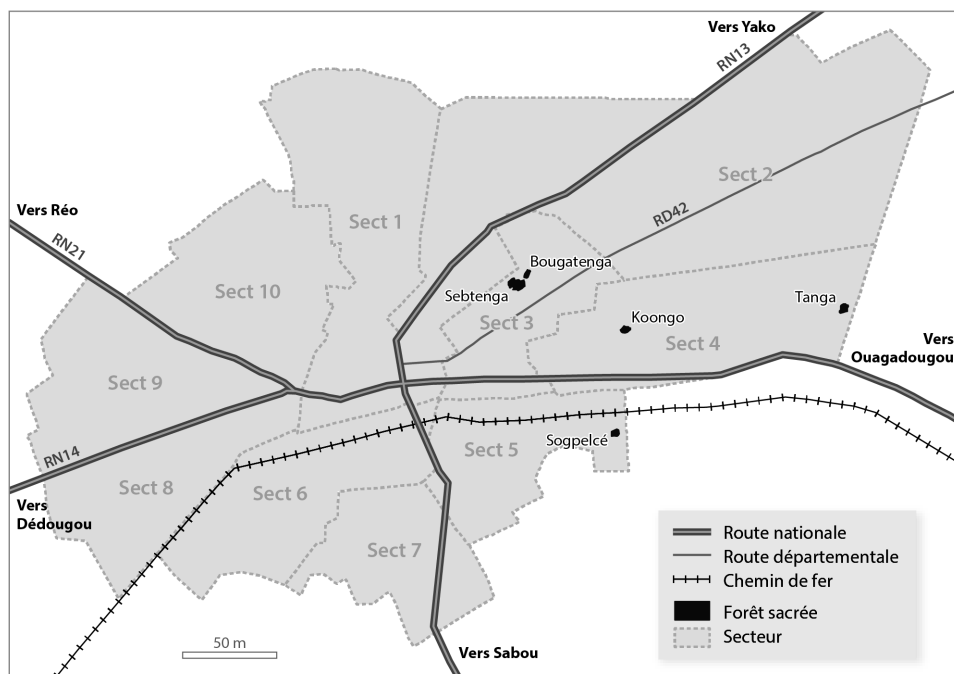 Vers Yako
RN13
Sect 2
Vers Réo
RD42
Sect 1
RN21
Bougatenga
Sect 10
Sebtenga
Tanga
Koongo
Sect 3
Sect 4
Vers
Ouagadougou
Sect 9
Sogpelcé
Sect 5
RN14
Sect 8
Sect 6
Vers
Dédougou
Sect 7
Route nationale
Route départementale
Chemin de fer
Forêt sacrée
Secteur
50 m
Vers Sabou